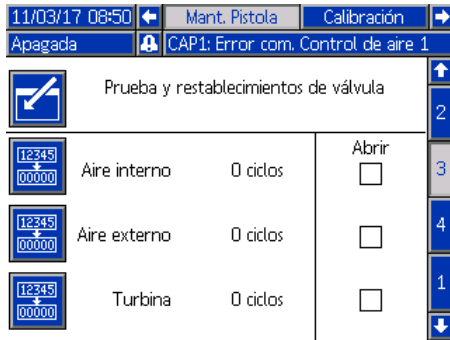 11/03/17 08:50 Mant. Pistola Calibración
Apagada CAP1: Error com. Control de aire 1
Prueba y restablecimientos de válvula
2
Abrir
12345
00000
Aire interno 0 ciclos
3
12345
00000
Aire externo 0 ciclos
4
12345
00000
Turbina 0 ciclos
1